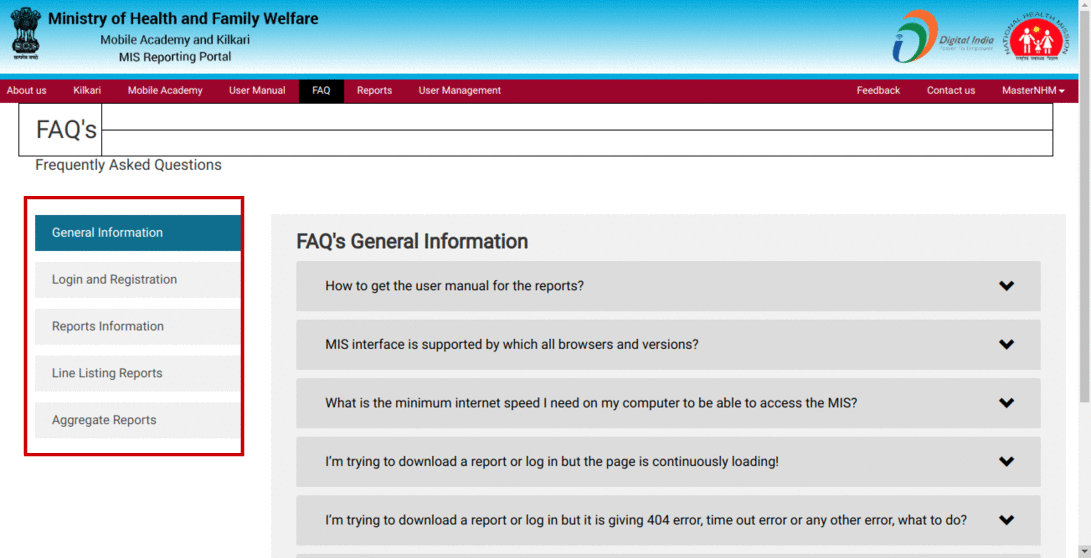 Ministry of Health and Family Welfare
Mobile Academy and Kilkari
MIS Reporting Portal
सत्यमेव जयते
Digital India
Power To Empower
NATIONAL HEALTH MISSION
राष्ट्रीय स्वास्थ्य मिशन
About us Kilkari Mobile Academy User Manual FAQ Reports User Management Feedback Contact us MasterNHM
FAQ's
Frequently Asked Questions
General Information
Login and Registration
Reports Information
Line Listing Reports
Aggregate Reports
FAQ's General Information
How to get the user manual for the reports?
MIS interface is supported by which all browsers and versions?
What is the minimum internet speed I need on my computer to be able to access the MIS?
I’m trying to download a report or log in but the page is continuously loading!
I’m trying to download a report or log in but it is giving 404 error, time out error or any other error, what to do?